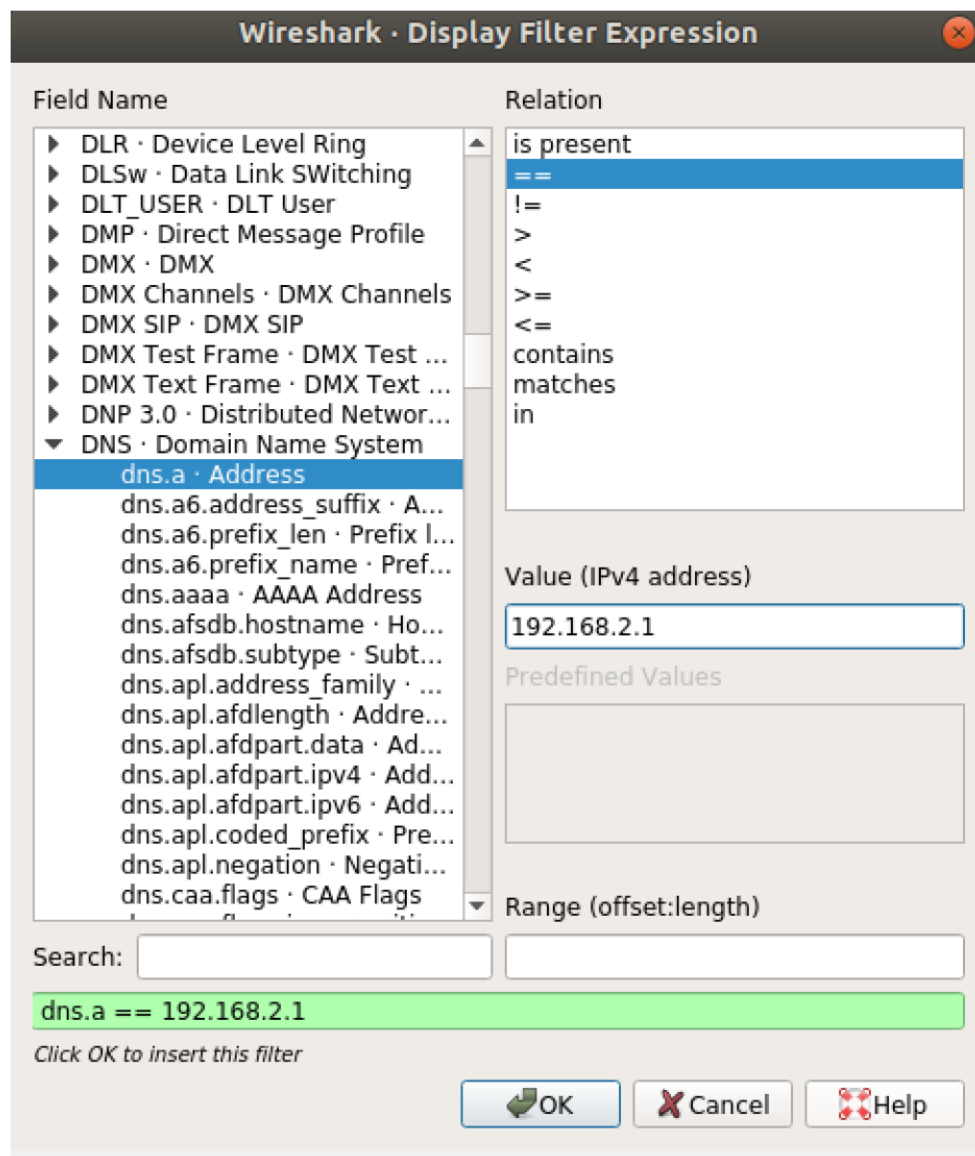 Wireshark · Display Filter Expression
Field Name
DLR · Device Level Ring
DLSw · Data Link SWitching
DLT_USER · DLT User
DMP · Direct Message Profile
DMX · DMX
DMX Channels · DMX Channels
DMX SIP · DMX SIP
DMX Test Frame · DMX Test ...
DMX Text Frame · DMX Text ...
DNP 3.0 · Distributed Networ...
DNS · Domain Name System
dns.a · Address
dns.a6.address_suffix · A...
dns.a6.prefix_len · Prefix l...
dns.a6.prefix_name · Pref...
dns.aaaa · AAAA Address
dns.afsdb.hostname · Ho...
dns.afsdb.subtype · Subt...
dns.apl.address_family · ...
dns.apl.afdlength · Addre...
dns.apl.afdpart.data · Ad...
dns.apl.afdpart.ipv4 · Add...
dns.apl.afdpart.ipv6 · Add...
dns.apl.coded_prefix · Pre...
dns.apl.negation · Negati...
dns.caa.flags · CAA Flags
Search:
Relation
is present
==
!=
>
<
>=
<=
contains
matches
in
Value (IPv4 address)
192.168.2.1
Predefined Values
Range (offset:length)
dns.a == 192.168.2.1
Click OK to insert this filter
OK
Cancel
Help